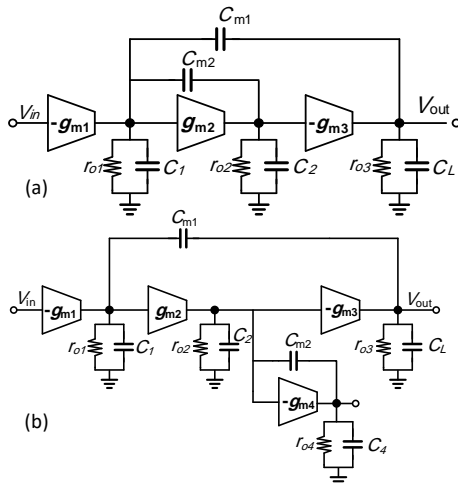 Cm1
Cm2
Vin -gm1 gm2 -gm3 Vout
ro1 C1 ro2 C2 ro3 CL
(a)
Cm1
Vin -gm1 gm2 -gm3 Vout
ro1 C1 ro2 C2 Cm2 ro3 CL
-gm4
(b)
ro4 C4